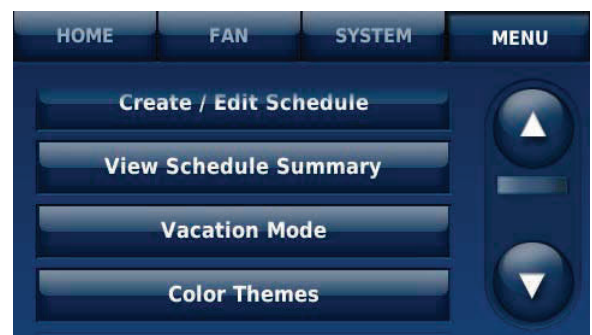 HOME FAN SYSTEM MENU
Create / Edit Schedule
View Schedule Summary
Vacation Mode
Color Themes